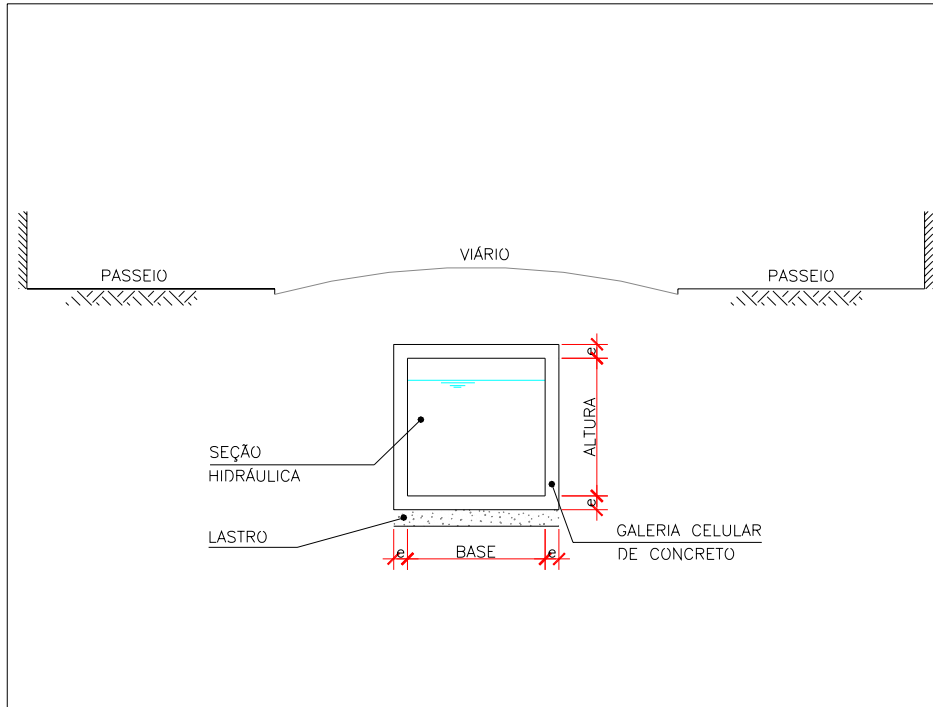 VIÁRIO
PASSEIO
PASSEIO
e
ALTURA
SEÇÃO
HIDRÁULICA
e
LASTRO
GALERIA CELULAR
DE CONCRETO
e
BASE
e